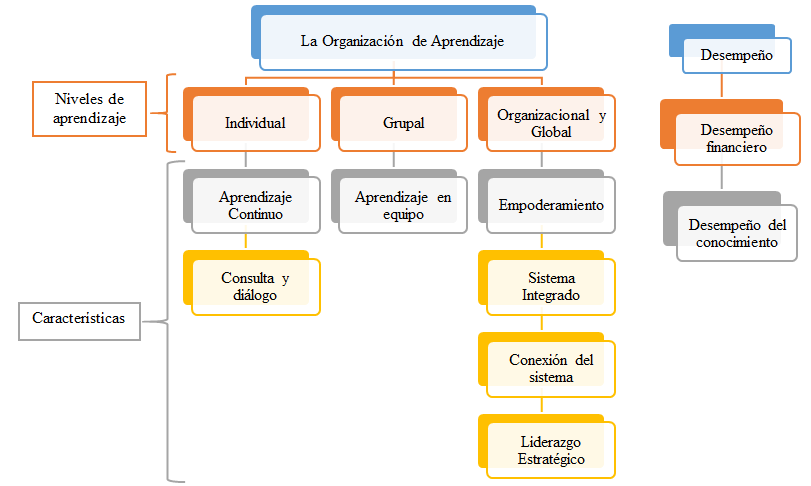 La Organización de Aprendizaje
Desempeño
Niveles de
aprendizaje
Individual
Grupal
Organizacional y
Global
Desempeño
financiero
Aprendizaje
Continuo
Aprendizaje en
equipo
Empoderamiento
Desempeño del
conocimiento
Consulta y
diálogo
Sistema
Integrado
Características
Conexión del
sistema
Liderazgo
Estratégico